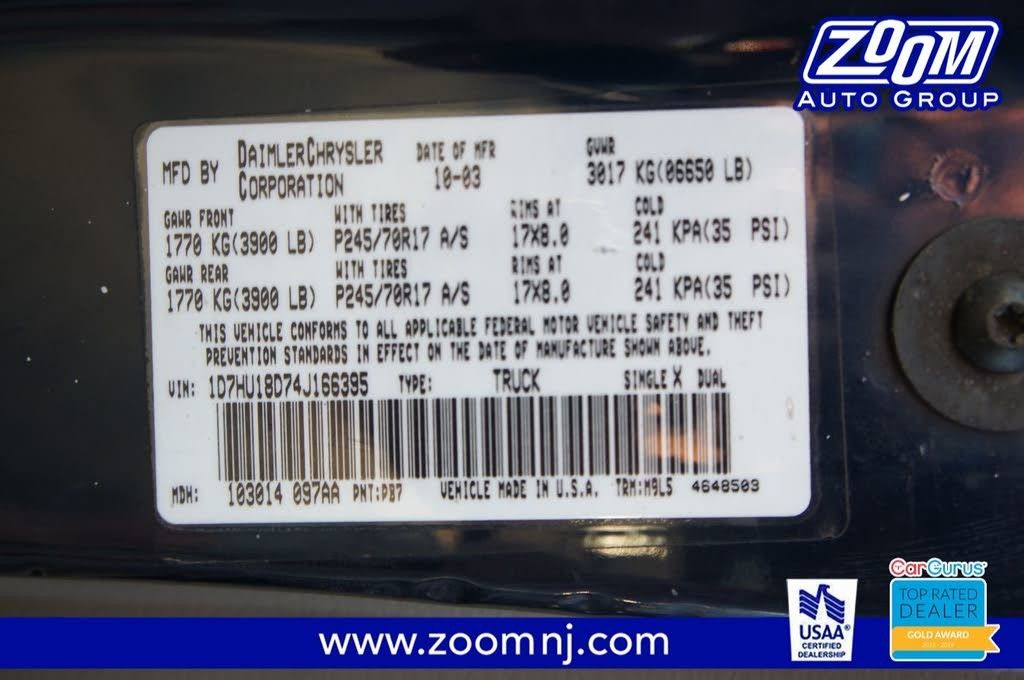 ZOOM
AUTO GROUP
MFD BY DAIMLERCHRYSLER CORPORATION DATE OF MFR 10-03 GVWR 3017 KG(06650 LB)
GAWR FRONT WITH TIRES RIMS AT COLD
1770 KG(3900 LB) P245/70R17 A/S 17X8.0 241 KPA(35 PSI)
GAWR REAR WITH TIRES RIMS AT COLD
1770 KG(3900 LB) P245/70R17 A/S 17X8.0 241 KPA(35 PSI)
THIS VEHICLE CONFORMS TO ALL APPLICABLE FEDERAL MOTOR VEHICLE SAFETY AND THEFT
PREVENTION STANDARDS IN EFFECT ON THE DATE OF MANUFACTURE SHOWN ABOVE.
VIN: 1D7HU18D74J166395 TYPE: TRUCK SINGLE X DUAL
MDH: 103014 097AA PNT:PB7 VEHICLE MADE IN U.S.A. TRM:M9L5 4648503
CarGurus
TOP RATED
DEALER
GOLD AWARD
USAA®
CERTIFIED
DEALERSHIP
www.zoomnj.com